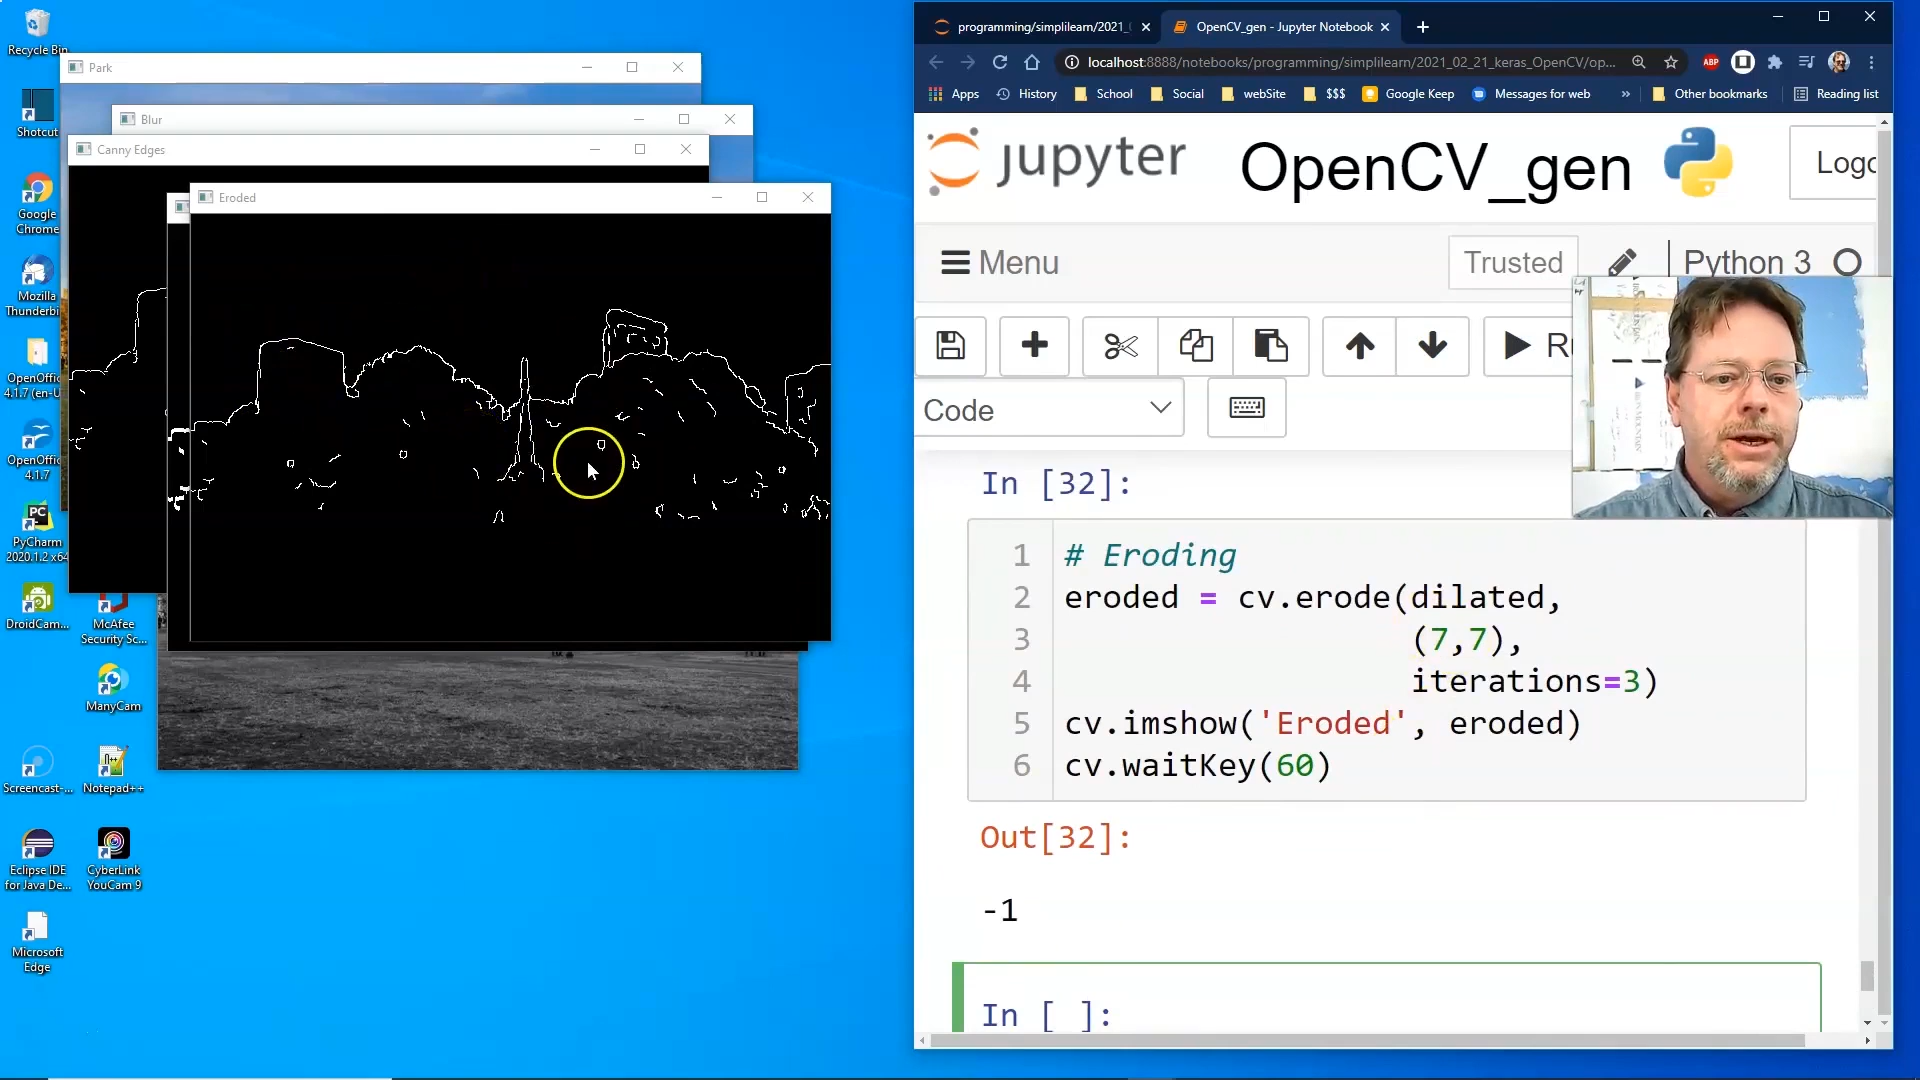 Recycle Bin
Shotcut
Google
Chrome
Mozilla
OpenOffic
4.1.7 (en-U
OpenOffic
4.1.7
PC
PyCharm
2020.1.2 x64
DroidCam...
McAfee
Security Sc...
ManyCam
Screencast-...
Notepad++
Eclipse IDE
for Java De...
CyberLink
YouCam 9
Microsoft
Edge
Park
Blur
Canny Edges
Eroded
programming/simplilearn/2021_
OpenCV_gen - Jupyter Notebook
localhost:8888/notebooks/programming/simplilearn/2021_02_21_keras_OpenCV/op...
ABP
Apps
History
School
Social
webSite
$$$
Google Keep
Messages for web
»
Other bookmarks
Reading list
jupyter
OpenCV_gen
Logo
Menu
Trusted
Python 3
R
Code
In [32]:
1 # Eroding
2 eroded = cv.erode(dilated,
3 (7,7),
4 iterations=3)
5 cv.imshow('Eroded', eroded)
6 cv.waitKey(60)
Out[32]:
-1
In [ ]: